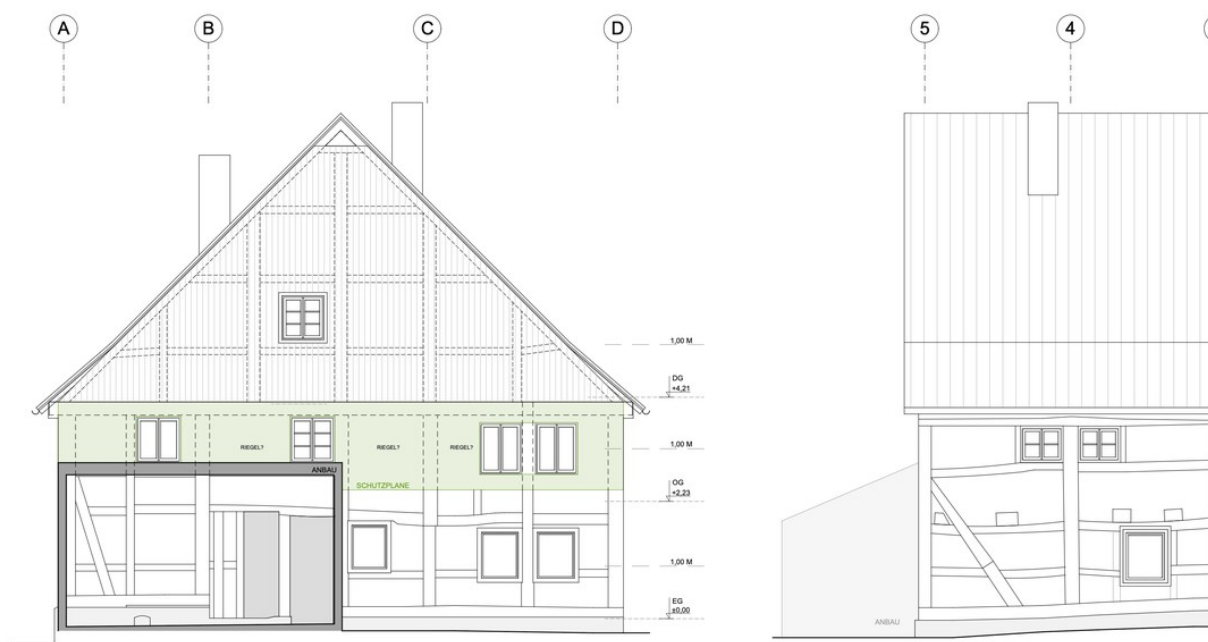 A
B
C
D
5
4
1,00 M
DG
+4,21
1,00 M
RIEGEL?
RIEGEL?
RIEGEL?
ANBAU
SCHUTZPLANE
OG
+2,23
1,00 M
EG
±0,00
ANBAU